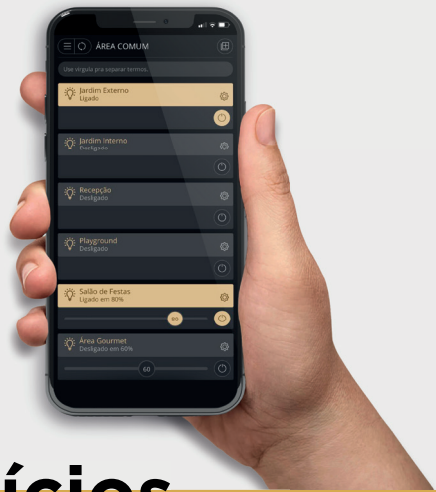 ÁREA COMUM
Use vírgula pra separar termos.
Jardim Externo
Ligado
Jardim Interno
Desligado
Recepção
Desligado
Playground
Desligado
Salão de Festas
Ligado em 80%
80
Área Gourmet
Desligado em 60%
60
ícios